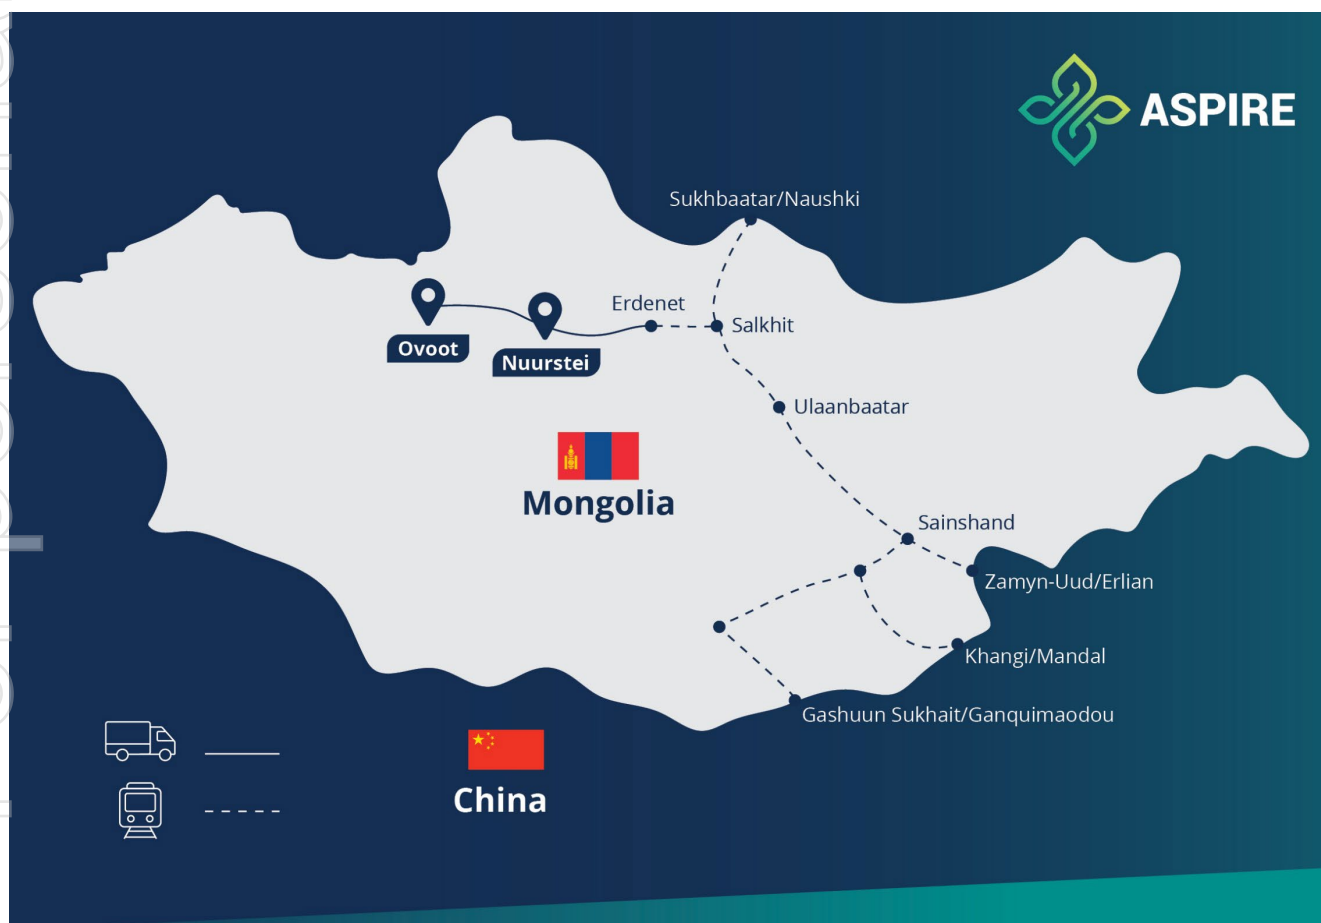 ASPIRE
Sukhbaatar/Naushki
Erdenet
Salkhit
Ovoot
Nuurstei
Ulaanbaatar
Mongolia
Sainshand
Zamyn-Uud/Erlian
Khangi/Mandal
Gashuun Sukhait/Ganquimaodou
China